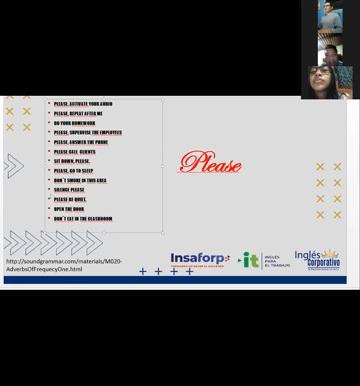 PLEASE, ACTIVATE YOUR AUDIO
PLEASE, REPEAT AFTER ME
DO YOUR HOMEWORK
PLEASE, SUPERVISE THE EMPLOYEES
PLEASE, ANSWER THE PHONE
PLEASE CALL CLIENTS
SIT DOWN, PLEASE,
PLEASE, GO TO SLEEP
DON´T SMOKE IN THIS AREA
SILENCE PLEASE
PLEASE BE QUIET,
OPEN THE DOOR
DON´T EAT IN THE CLASSROOM
Please
http://soundgrammar.com/materials/M020-
AdverbsOfFrequecyOne.html
Insaforp
it
INGLÉS
PARA
EL TRABAJO
Inglés
Corporativo